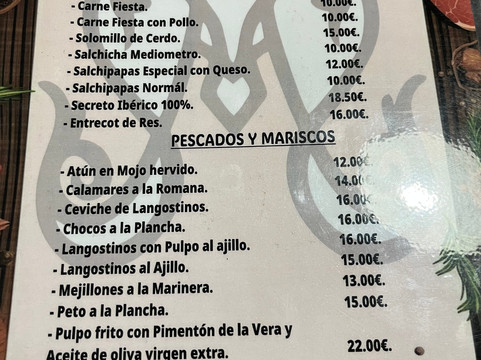 - Carne Fiesta. 10.00€.
- Carne Fiesta con Pollo. 10.00€.
- Solomillo de Cerdo. 15.00€.
- Salchicha Mediometro. 10.00€.
- Salchipapas Especial con Queso. 12.00€.
- Salchipapas Normál. 10.00€.
- Secreto Ibérico 100%. 18.50€.
- Entrecot de Res. 16.00€.
PESCADOS Y MARISCOS
- Atún en Mojo hervido. 12.00€.
- Calamares a la Romana. 14.00€.
- Ceviche de Langostinos. 16.00€.
- Chocos a la Plancha. 16.00€.
- Langostinos con Pulpo al ajillo. 16.00€.
- Langostinos al Ajillo. 15.00€.
- Mejillones a la Marinera. 13.00€.
- Peto a la Plancha. 15.00€.
- Pulpo frito con Pimentón de la Vera y
Aceite de oliva virgen extra. 22.00€.